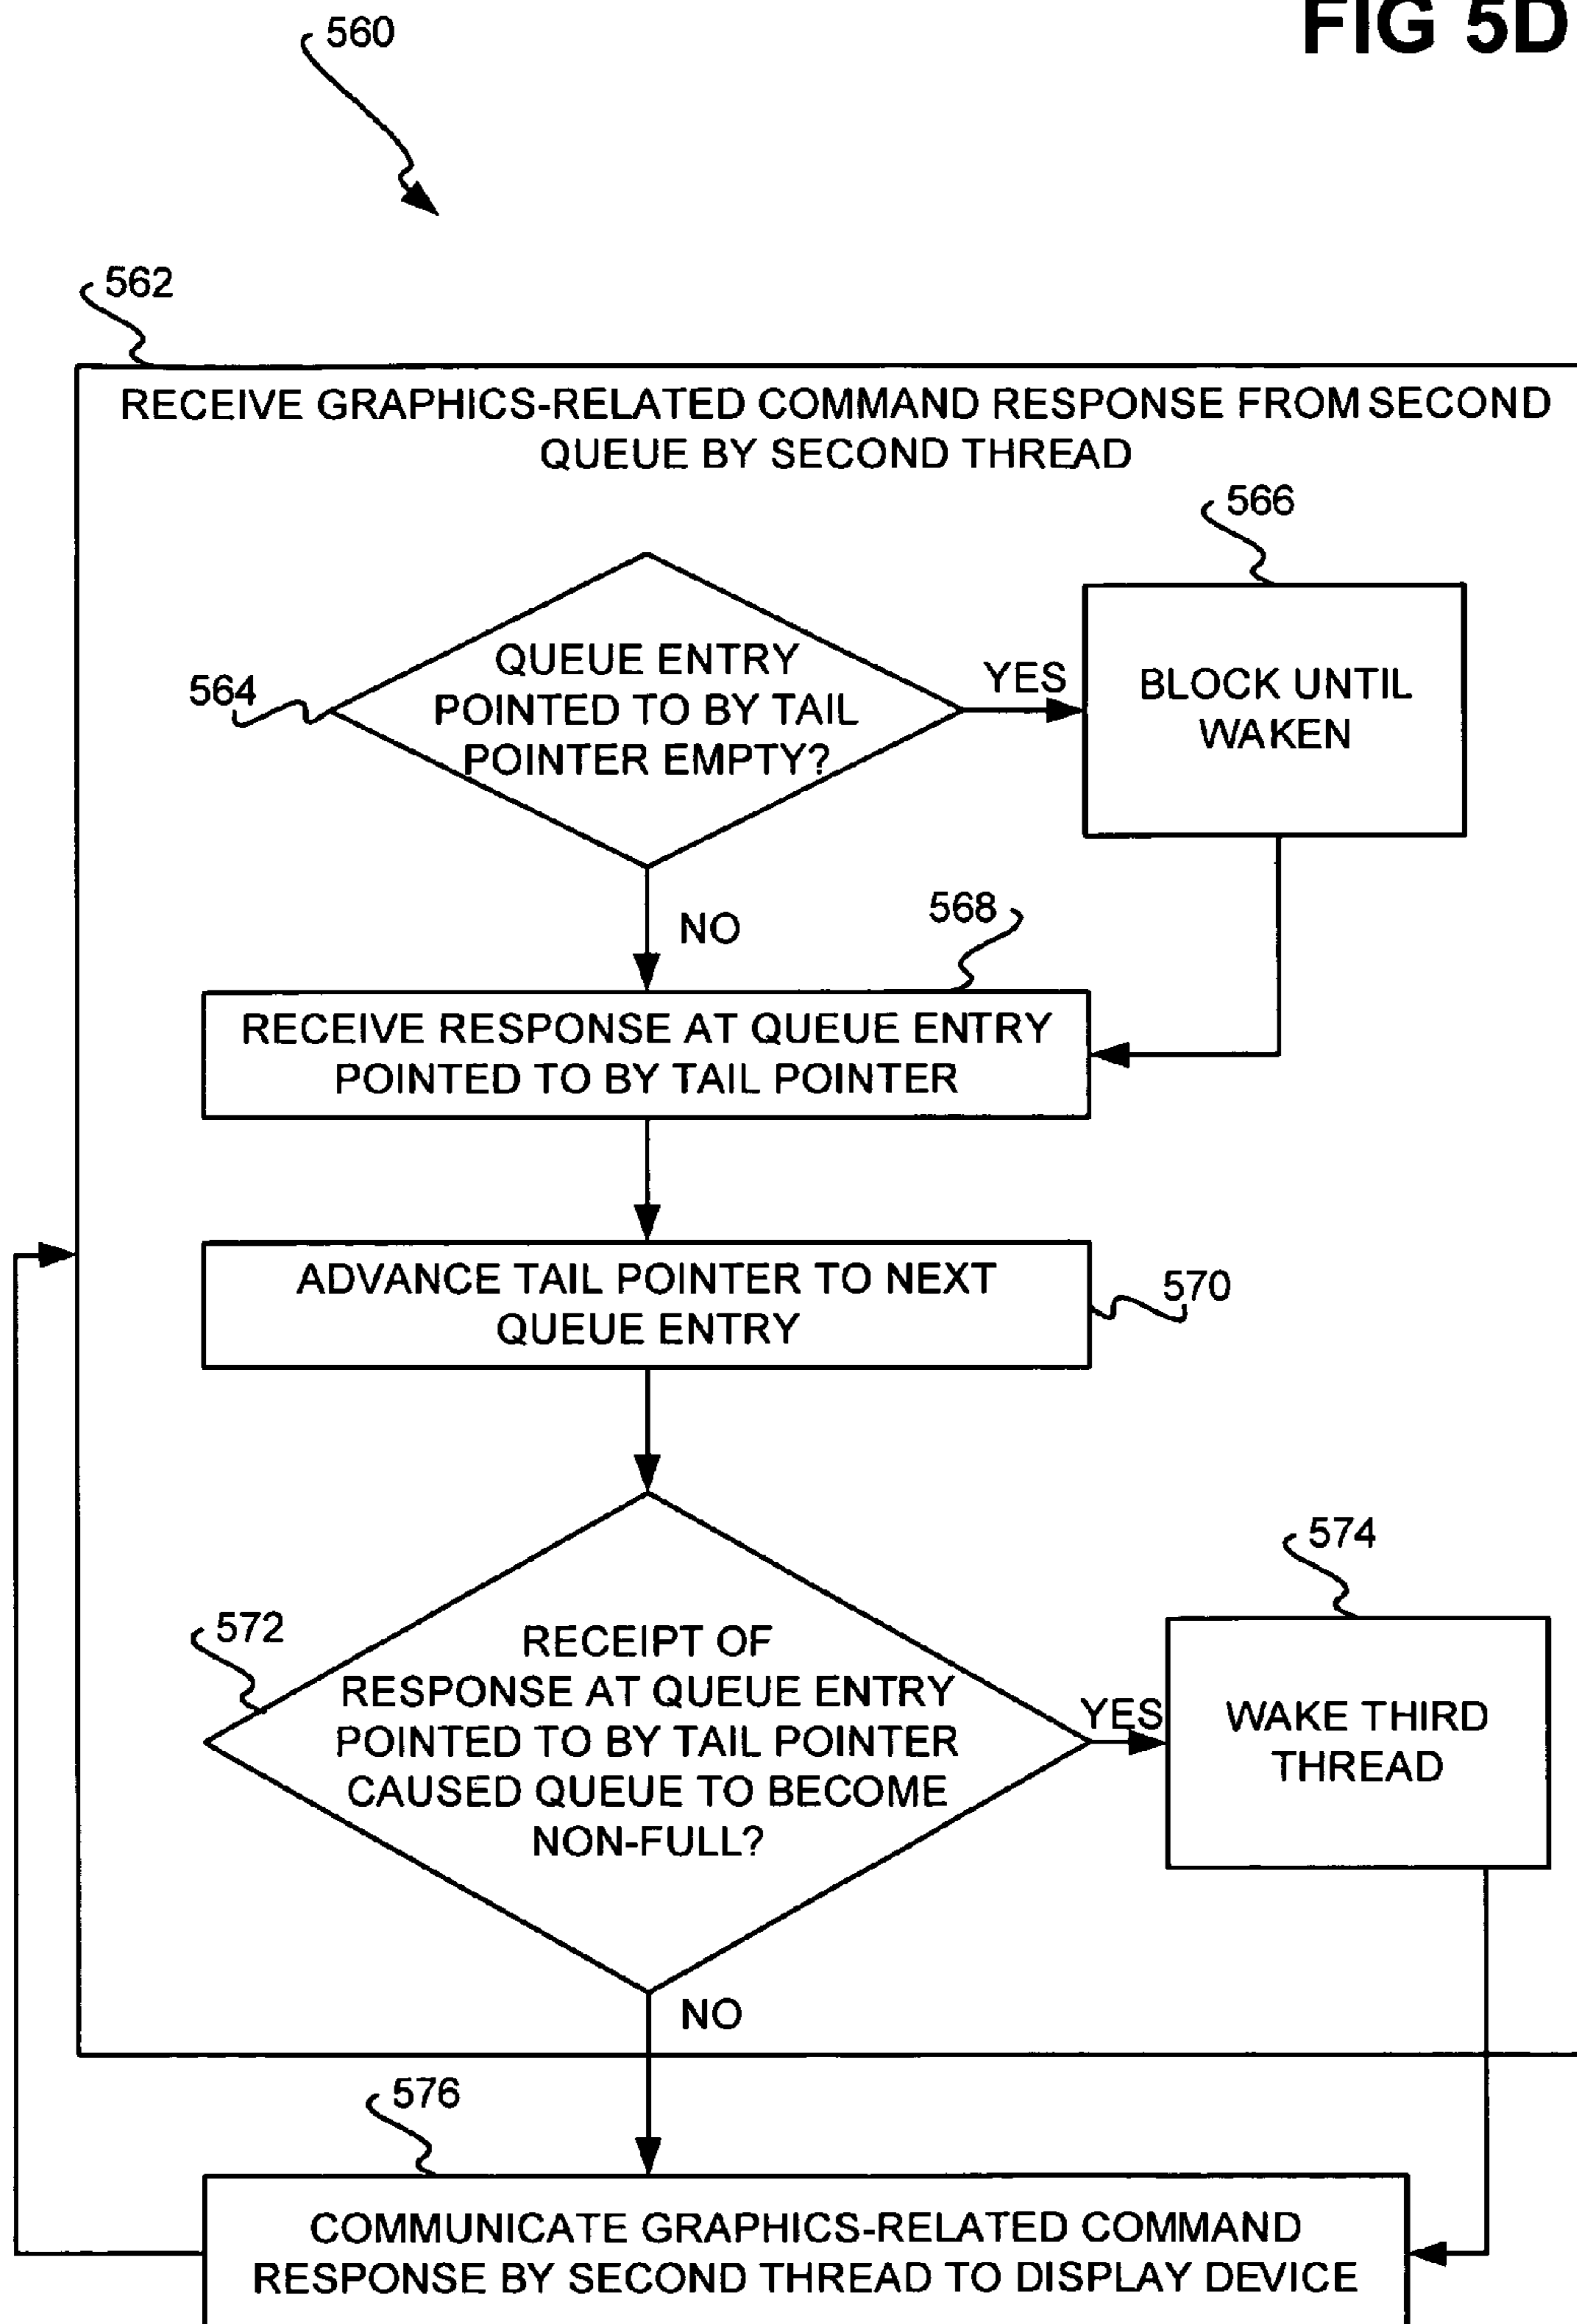 FIG 5D
560
562
RECEIVE GRAPHICS-RELATED COMMAND RESPONSE FROM SECOND
QUEUE BY SECOND THREAD
566
564
QUEUE ENTRY
POINTED TO BY TAIL
POINTER EMPTY?
YES
BLOCK UNTIL
WAKEN
NO
568
RECEIVE RESPONSE AT QUEUE ENTRY
POINTED TO BY TAIL POINTER
ADVANCE TAIL POINTER TO NEXT
QUEUE ENTRY
570
574
572
RECEIPT OF
RESPONSE AT QUEUE ENTRY
POINTED TO BY TAIL POINTER
CAUSED QUEUE TO BECOME
NON-FULL?
YES
WAKE THIRD
THREAD
NO
576
COMMUNICATE GRAPHICS-RELATED COMMAND
RESPONSE BY SECOND THREAD TO DISPLAY DEVICE